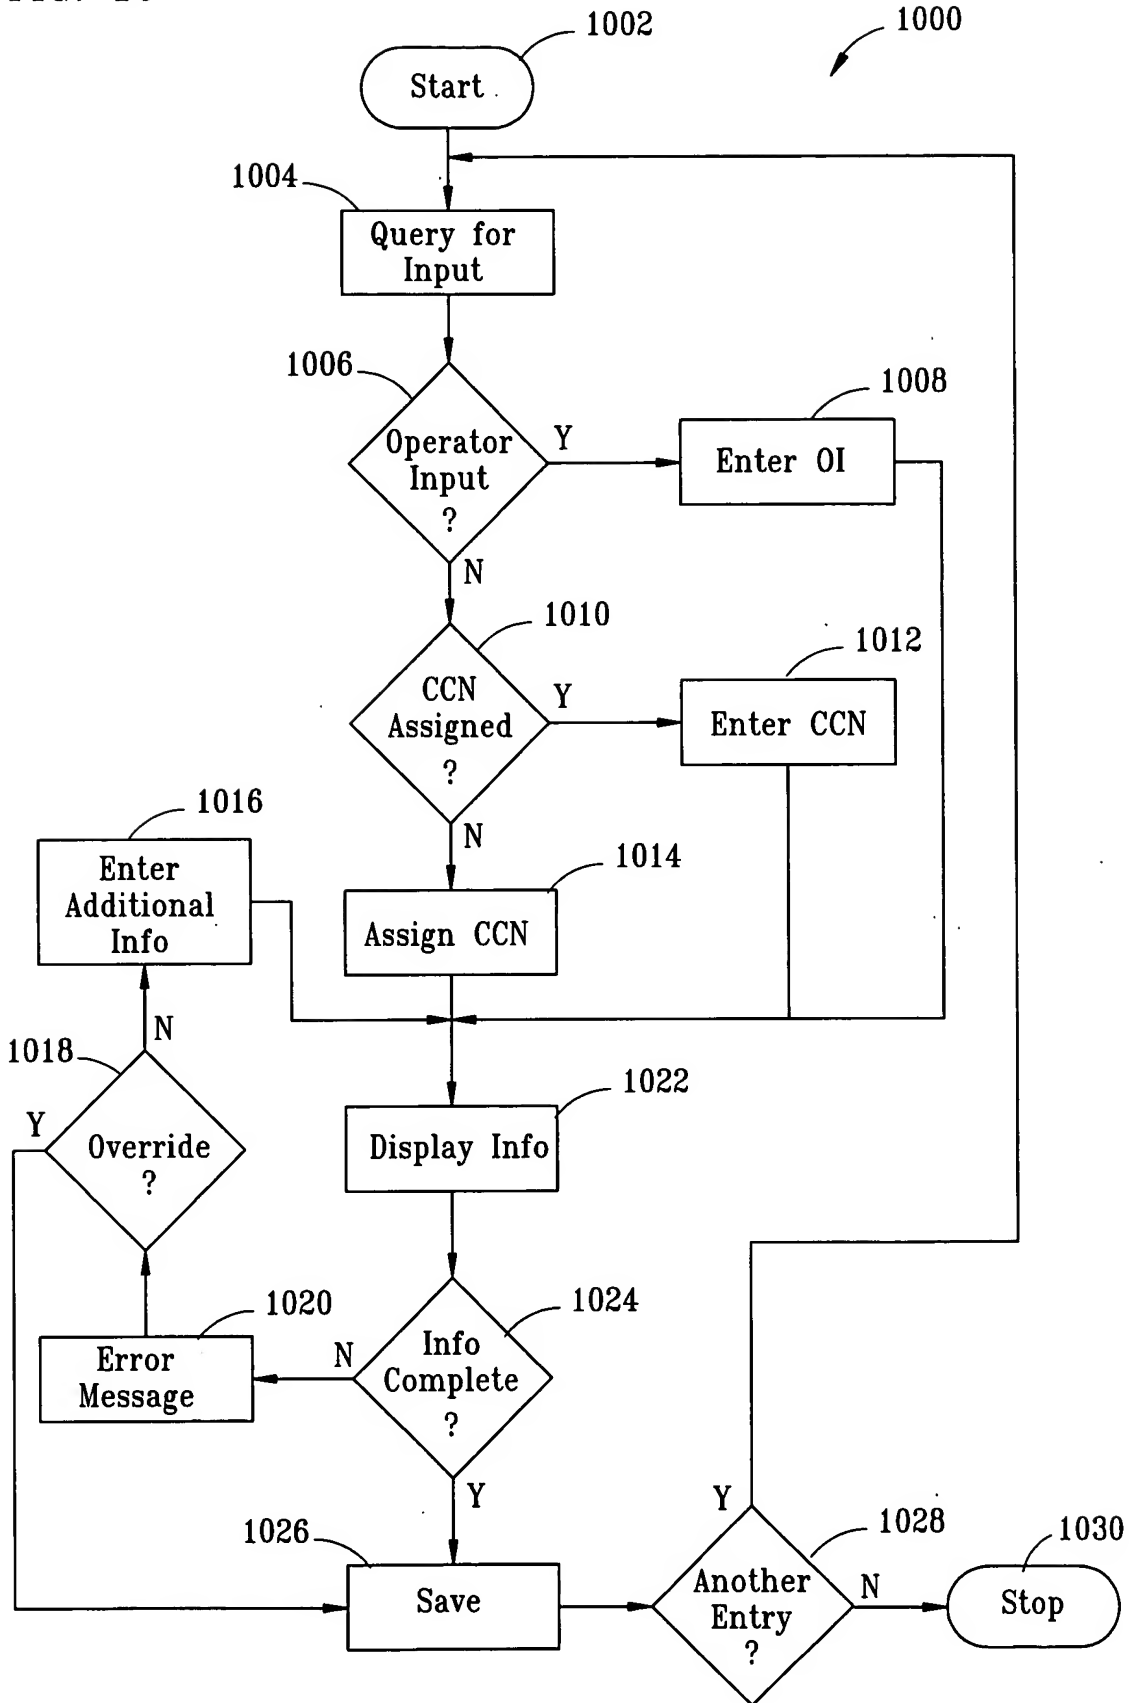 1002
1000
Start
1004
Query for
Input
1006
Operator
Input
?
Y
1008
Enter OI
N
1010
CCN
Assigned
?
Y
1012
Enter CCN
N
1014
Assign CCN
1016
Enter
Additional
Info
N
1018
Y
Override
?
1022
Display Info
1020
Error
Message
N
1024
Info
Complete
?
Y
1026
Save
Y
1028
Another
Entry
?
N
1030
Stop